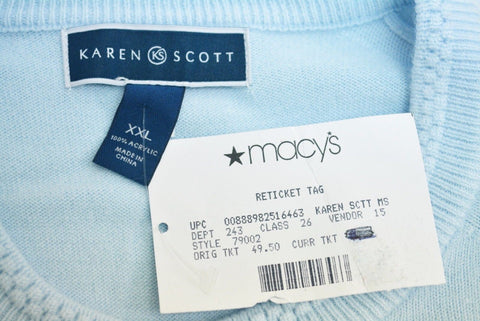 KAREN KS SCOTT
XXL
100% ACRYLIC
MADE IN
CHINA
★macy's
RETICKET TAG
UPC 00888982516463 KAREN SCTT MS
DEPT 243 CLASS 26 VENDOR 15
STYLE 79002
ORIG TKT 49.50 CURR TKT